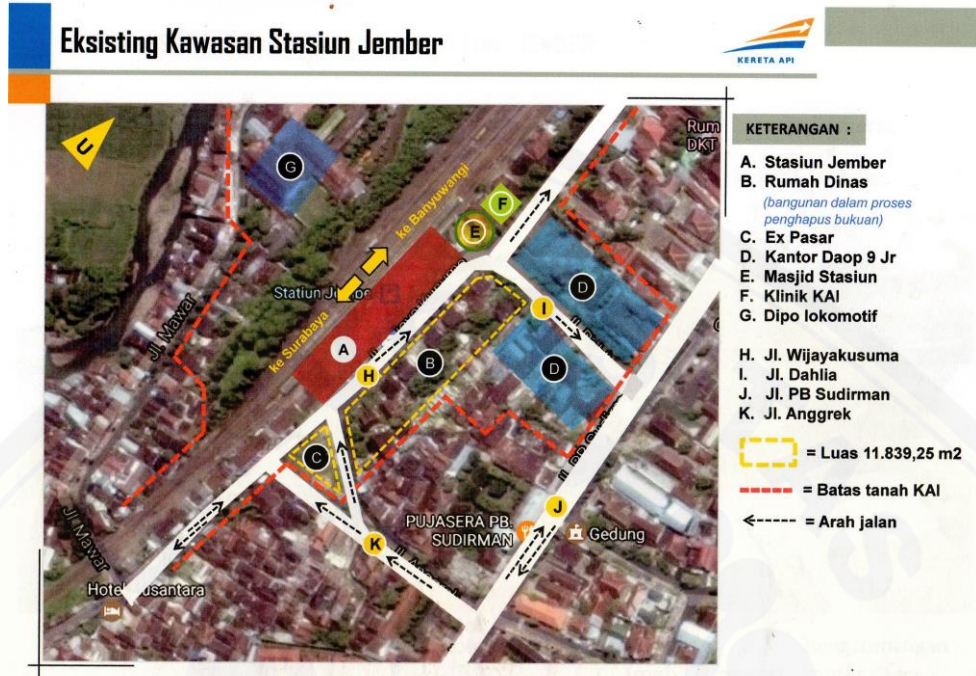 Eksisting Kawasan Stasiun Jember
KERETA API
U
Rum
DKT
G
ke Banyuwangi
F
E
D
Jl. Mawar
ke Surabaya
A
I
B
H
D
C
J
PUJASERA PB.
SUDIRMAN
Gedung
K
Jl. Mawar
KETERANGAN :
A. Stasiun Jember
B. Rumah Dinas
(bangunan dalam proses
penghapus bukuan)
C. Ex Pasar
D. Kantor Daop 9 Jr
E. Masjid Stasiun
F. Klinik KAI
G. Dipo lokomotif
H. Jl. Wijayakusuma
I. Jl. Dahlia
J. Jl. PB Sudirman
K. Jl. Anggrek
= Luas 11.839,25 m2
= Batas tanah KAI
= Arah jalan